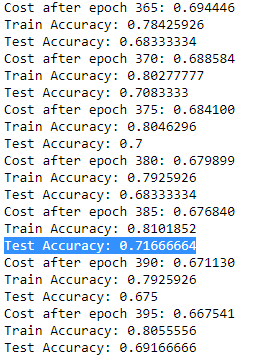 Cost after epoch 365: 0.694446
Train Accuracy: 0.78425926
Test Accuracy: 0.68333334
Cost after epoch 370: 0.688584
Train Accuracy: 0.80277777
Test Accuracy: 0.7083333
Cost after epoch 375: 0.684100
Train Accuracy: 0.8046296
Test Accuracy: 0.7
Cost after epoch 380: 0.679899
Train Accuracy: 0.7925926
Test Accuracy: 0.68333334
Cost after epoch 385: 0.676840
Train Accuracy: 0.8101852
Test Accuracy: 0.71666664
Cost after epoch 390: 0.671130
Train Accuracy: 0.7925926
Test Accuracy: 0.675
Cost after epoch 395: 0.667541
Train Accuracy: 0.8055556
Test Accuracy: 0.69166666